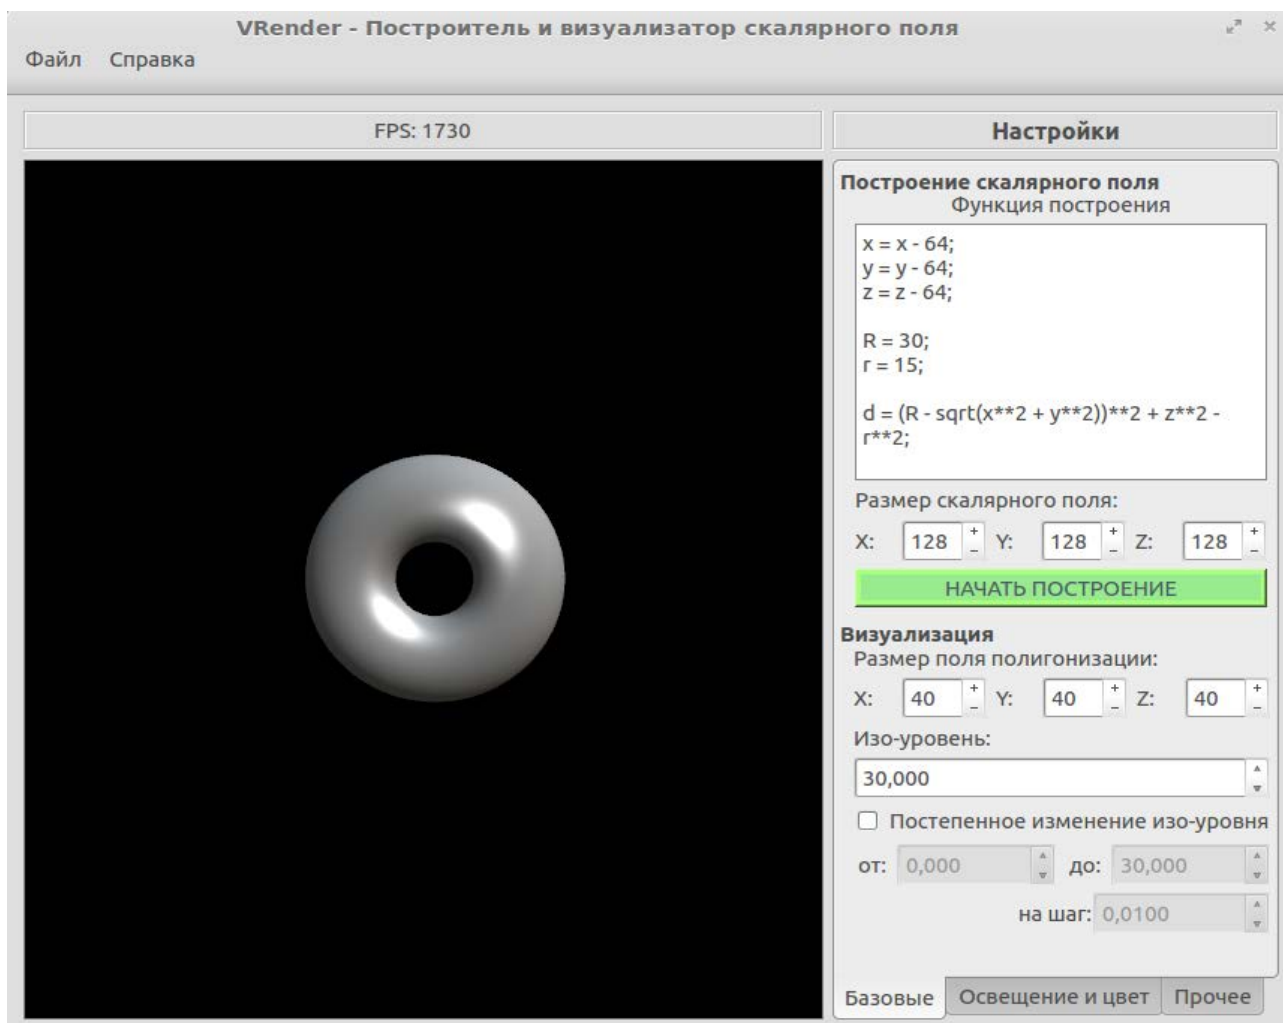 VRender - Построитель и визуализатор скалярного поля
Файл Справка
FPS: 1730
Настройки
Построение скалярного поля
Функция построения
x = x - 64;
y = y - 64;
z = z - 64;
R = 30;
r = 15;
d = (R - sqrt(x**2 + y**2))**2 + z**2 -
r**2;
Размер скалярного поля:
X: 128 + - Y: 128 + - Z: 128 + -
НАЧАТЬ ПОСТРОЕНИЕ
Визуализация
Размер поля полигонизации:
X: 40 + - Y: 40 + - Z: 40 + -
Изо-уровень:
30,000
Постепенное изменение изо-уровня
от: 0,000 до: 30,000
на шаг: 0,0100
Базовые Освещение и цвет Прочее